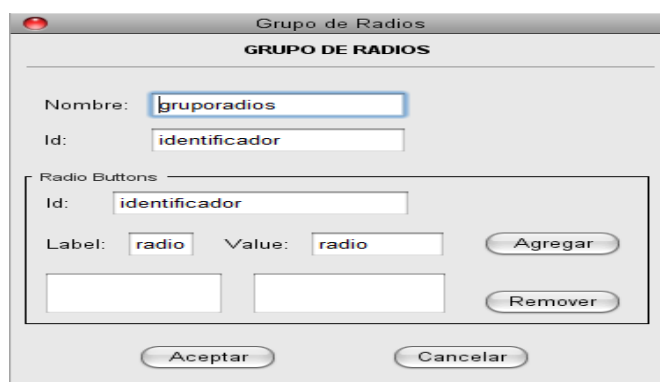 Grupo de Radios
GRUPO DE RADIOS
Nombre: gruporadios
Id: identificador
Radio Buttons
Id: identificador
Label: radio Value: radio Agregar
Remover
Aceptar Cancelar